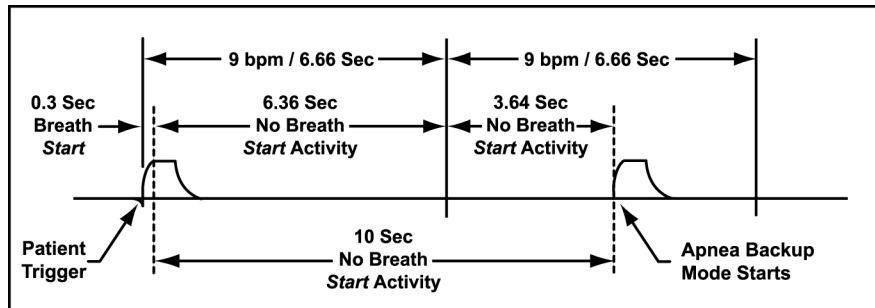 9 bpm / 6.66 Sec
9 bpm / 6.66 Sec
0.3 Sec
Breath
Start
6.36 Sec
No Breath
Start Activity
3.64 Sec
No Breath
Start Activity
Patient
Trigger
10 Sec
No Breath
Start Activity
Apnea Backup
Mode Starts